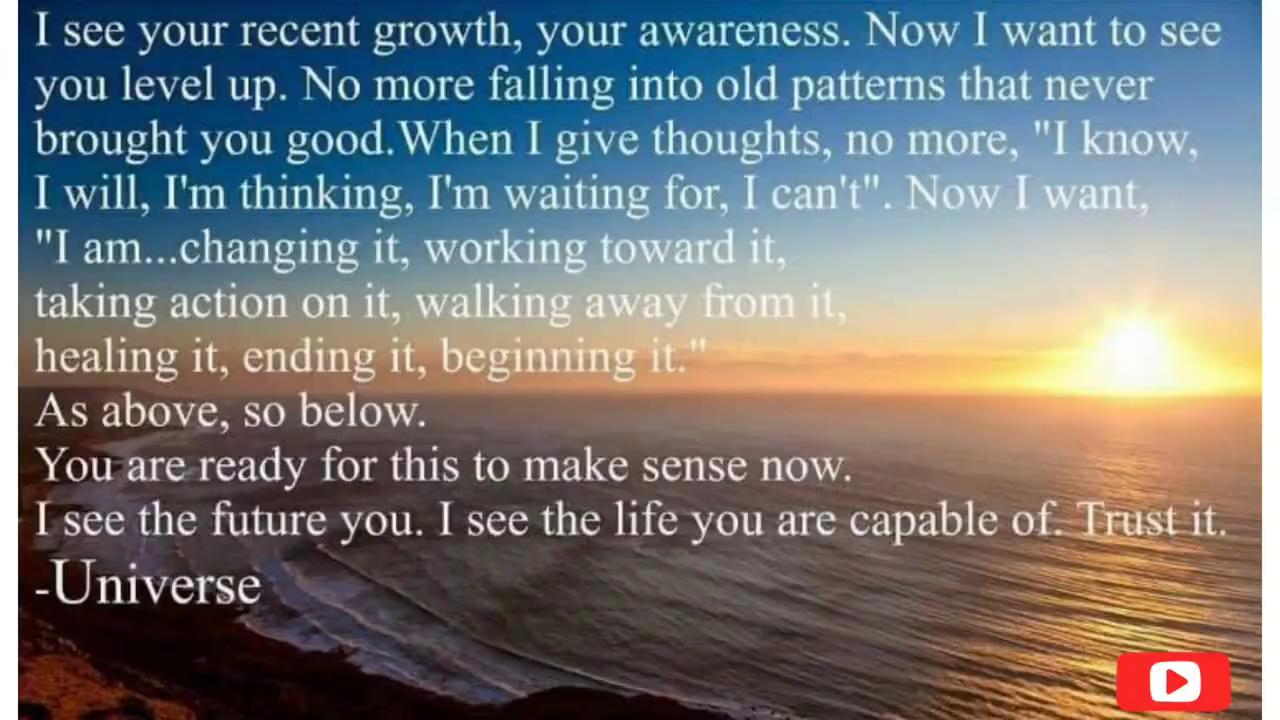 I see your recent growth, your awareness. Now I want to see
you level up. No more falling into old patterns that never
brought you good.When I give thoughts, no more, "I know,
I will, I'm thinking, I'm waiting for, I can't". Now I want,
"I am...changing it, working toward it,
taking action on it, walking away from it,
healing it, ending it, beginning it."
As above, so below.
You are ready for this to make sense now.
I see the future you. I see the life you are capable of. Trust it.
-Universe